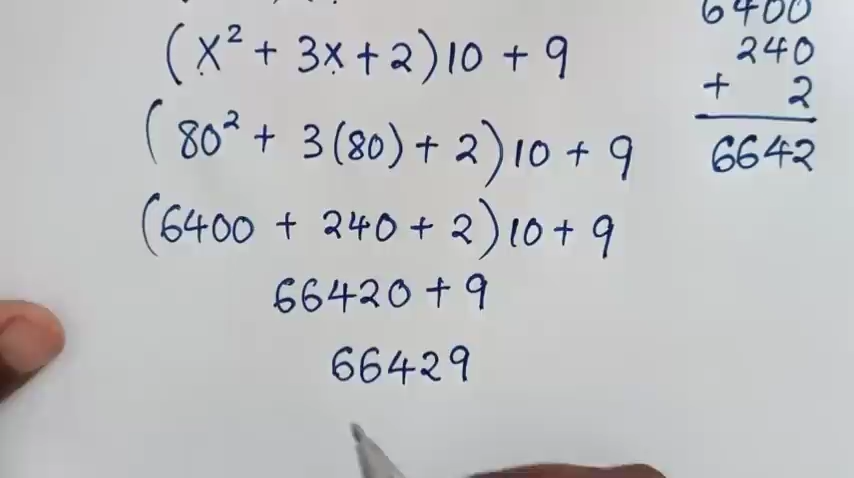 (x² + 3x + 2)10 + 9
(80² + 3(80) + 2)10 + 9
(6400 + 240 + 2)10 + 9
66420 + 9
66429
6400
240
+ 2
6642